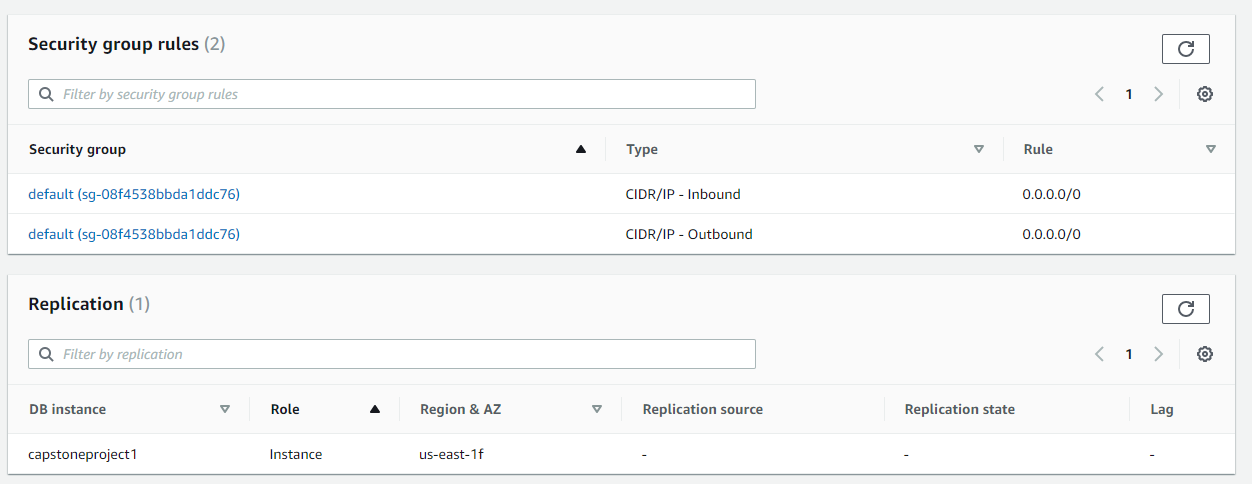 Security group rules (2)
Filter by security group rules
1
Security group Type Rule
default (sg-08f4538bbda1ddc76) CIDR/IP - Inbound 0.0.0.0/0
default (sg-08f4538bbda1ddc76) CIDR/IP - Outbound 0.0.0.0/0
Replication (1)
Filter by replication
1
DB instance Role Region & AZ Replication source Replication state Lag
capstoneproject1 Instance us-east-1f - - -